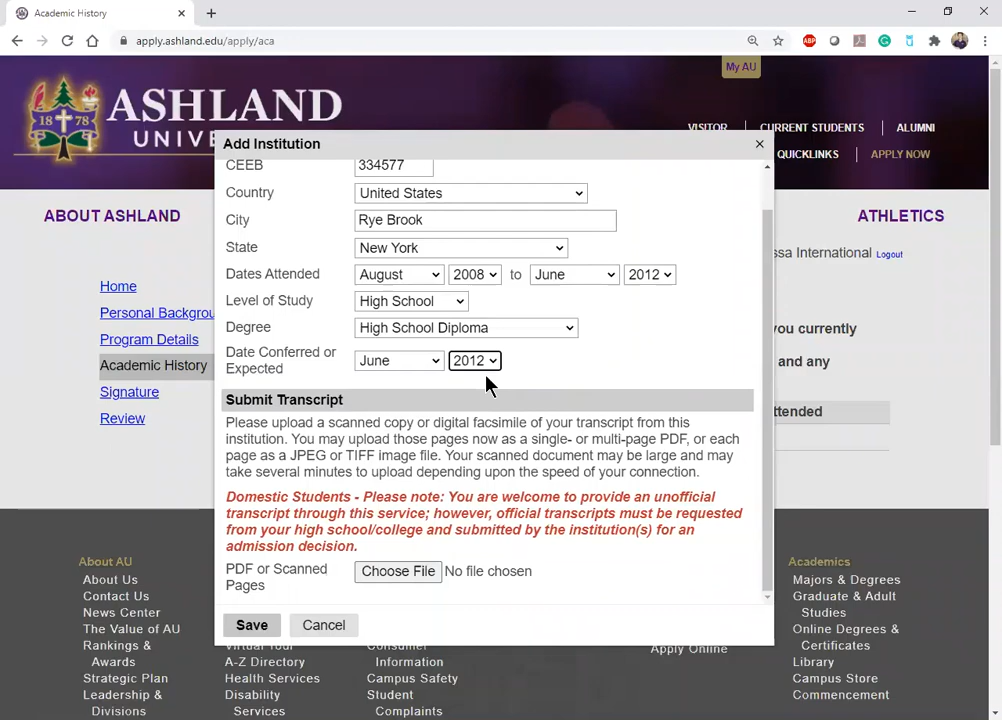 Academic History
apply.ashland.edu/apply/aca
ABP
My AU
1878
ASHLAND
UNIV
VISITOR
CURRENT STUDENTS
ALUMNI
QUICKLINKS
APPLY NOW
ABOUT ASHLAND
ATHLETICS
ssa International Logout
Home
Personal Backgrou
Program Details
Academic History
Signature
Review
you currently
and any
ttended
Add Institution
CEEB 334577
Country United States
City Rye Brook
State New York
Dates Attended August 2008 to June 2012
Level of Study High School
Degree High School Diploma
Date Conferred or
Expected
June 2012
Submit Transcript
Please upload a scanned copy or digital facsimile of your transcript from this
institution. You may upload those pages now as a single- or multi-page PDF, or each
page as a JPEG or TIFF image file. Your scanned document may be large and may
take several minutes to upload depending upon the speed of your connection.
Domestic Students - Please note: You are welcome to provide an unofficial
transcript through this service; however, official transcripts must be requested
from your high school/college and submitted by the institution(s) for an
admission decision.
PDF or Scanned
Pages
Choose File No file chosen
Save Cancel
About AU
About Us
Contact Us
News Center
The Value of AU
Rankings &
Awards
Strategic Plan
Leadership &
Divisions
Virtual Tour
A-Z Directory
Health Services
Disability
Services
Consumer
Information
Campus Safety
Student
Complaints
Apply Online
Academics
Majors & Degrees
Graduate & Adult
Studies
Online Degrees &
Certificates
Library
Campus Store
Commencement